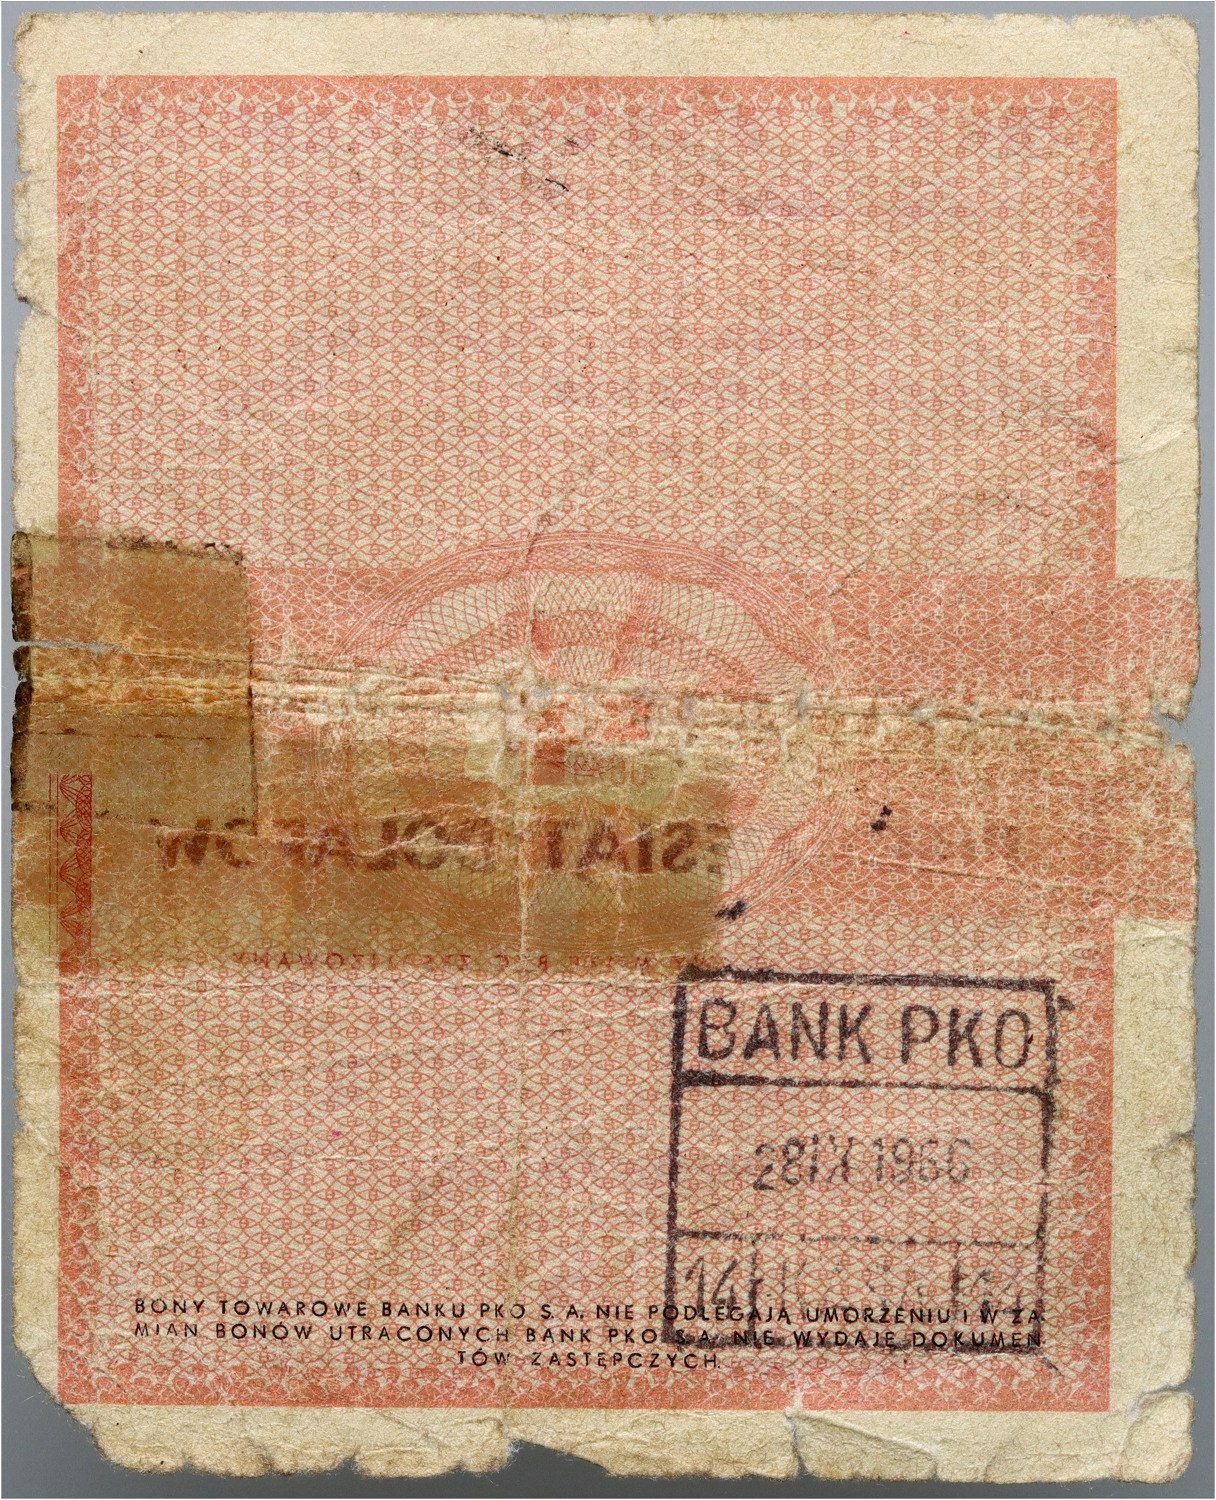 BANK PKO
28 IX 1966
BONY TOWAROWE BANKU PKO S. A. NIE PODLEGAJĄ UMORZENIU I W ZA
MIAN BONÓW UTRACONYCH BANK PKO S. A. NIE WYDAJE DOKUMEN
TÓW ZASTĘPCZYCH.